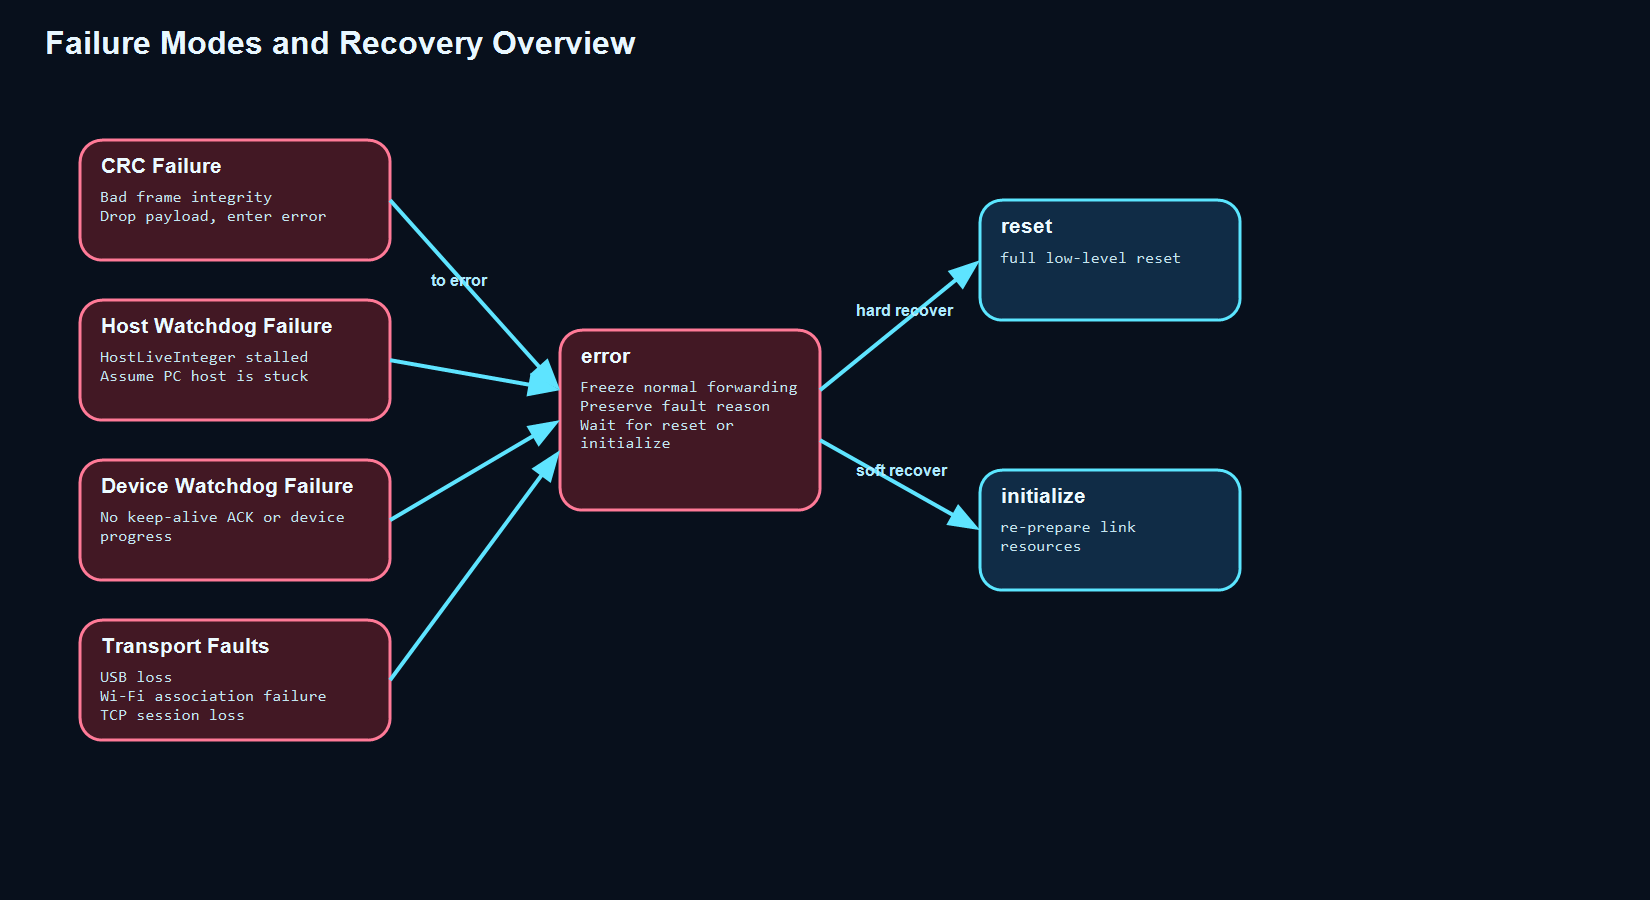 Failure Modes and Recovery Overview
CRC Failure
Bad frame integrity
Drop payload, enter error
to error
Host Watchdog Failure
HostLiveInteger stalled
Assume PC host is stuck
Device Watchdog Failure
No keep-alive ACK or device
progress
Transport Faults
USB loss
Wi-Fi association failure
TCP session loss
error
Freeze normal forwarding
Preserve fault reason
Wait for reset or
initialize
hard recover
soft recover
reset
full low-level reset
initialize
re-prepare link
resources